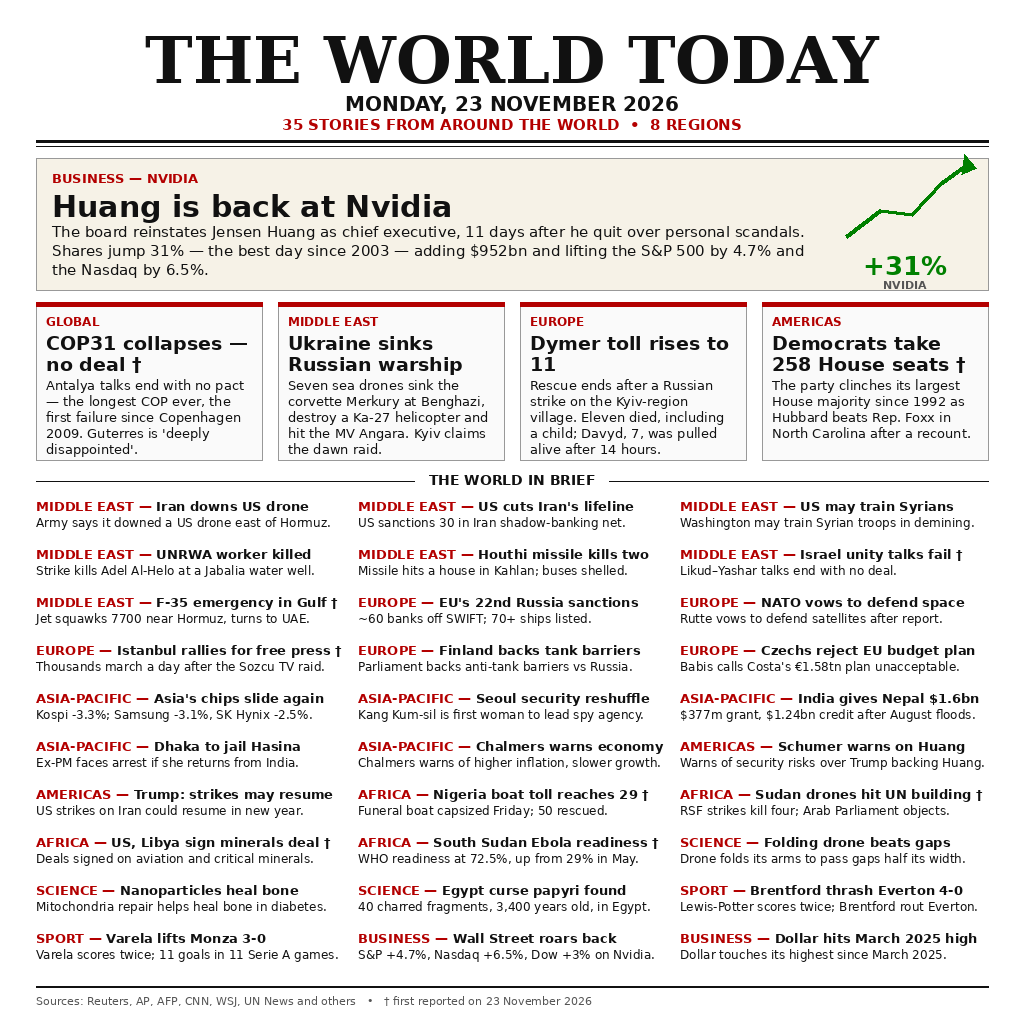 THE WORLD TODAY
MONDAY, 23 NOVEMBER 2026
35 STORIES FROM AROUND THE WORLD • 8 REGIONS
BUSINESS — NVIDIA
Huang is back at Nvidia
The board reinstates Jensen Huang as chief executive, 11 days after he quit over personal scandals.
Shares jump 31% — the best day since 2003 — adding $952bn and lifting the S&P 500 by 4.7% and
the Nasdaq by 6.5%.
+31%
NVIDIA
GLOBAL
COP31 collapses —
no deal †
Antalya talks end with no pact
— the longest COP ever, the
first failure since Copenhagen
2009. Guterres is 'deeply
disappointed'.
MIDDLE EAST
Ukraine sinks
Russian warship
Seven sea drones sink the
corvette Merkury at Benghazi,
destroy a Ka-27 helicopter and
hit the MV Angara. Kyiv claims
the dawn raid.
EUROPE
Dymer toll rises to
11
Rescue ends after a Russian
strike on the Kyiv-region
village. Eleven died, including
a child; Davyd, 7, was pulled
alive after 14 hours.
AMERICAS
Democrats take
258 House seats †
The party clinches its largest
House majority since 1992 as
Hubbard beats Rep. Foxx in
North Carolina after a recount.
THE WORLD IN BRIEF
MIDDLE EAST — Iran downs US drone
Army says it downed a US drone east of Hormuz.
MIDDLE EAST — US cuts Iran's lifeline
US sanctions 30 in Iran shadow-banking net.
MIDDLE EAST — US may train Syrians
Washington may train Syrian troops in demining.
MIDDLE EAST — UNRWA worker killed
Strike kills Adel Al-Helo at a Jabalia water well.
MIDDLE EAST — Houthi missile kills two
Missile hits a house in Kahlan; buses shelled.
MIDDLE EAST — Israel unity talks fail †
Likud–Yashar talks end with no deal.
MIDDLE EAST — F-35 emergency in Gulf †
Jet squawks 7700 near Hormuz, turns to UAE.
EUROPE — EU's 22nd Russia sanctions
~60 banks off SWIFT; 70+ ships listed.
EUROPE — NATO vows to defend space
Rutte vows to defend satellites after report.
EUROPE — Istanbul rallies for free press †
Thousands march a day after the Sozcu TV raid.
EUROPE — Finland backs tank barriers
Parliament backs anti-tank barriers vs Russia.
EUROPE — Czechs reject EU budget plan
Babis calls Costa's €1.58tn plan unacceptable.
ASIA-PACIFIC — Asia's chips slide again
Kospi -3.3%; Samsung -3.1%, SK Hynix -2.5%.
ASIA-PACIFIC — Seoul security reshuffle
Kang Kum-sil is first woman to lead spy agency.
ASIA-PACIFIC — India gives Nepal $1.6bn
$377m grant, $1.24bn credit after August floods.
ASIA-PACIFIC — Dhaka to jail Hasina
Ex-PM faces arrest if she returns from India.
ASIA-PACIFIC — Chalmers warns economy
Chalmers warns of higher inflation, slower growth.
AMERICAS — Schumer warns on Huang
Warns of security risks over Trump backing Huang.
AMERICAS — Trump: strikes may resume
US strikes on Iran could resume in new year.
AFRICA — Nigeria boat toll reaches 29 †
Funeral boat capsized Friday; 50 rescued.
AFRICA — Sudan drones hit UN building †
RSF strikes kill four; Arab Parliament objects.
AFRICA — US, Libya sign minerals deal †
Deals signed on aviation and critical minerals.
AFRICA — South Sudan Ebola readiness †
WHO readiness at 72.5%, up from 29% in May.
SCIENCE — Folding drone beats gaps
Drone folds its arms to pass gaps half its width.
SCIENCE — Nanoparticles heal bone
Mitochondria repair helps heal bone in diabetes.
SCIENCE — Egypt curse papyri found
40 charred fragments, 3,400 years old, in Egypt.
SPORT — Brentford thrash Everton 4-0
Lewis-Potter scores twice; Brentford rout Everton.
SPORT — Varela lifts Monza 3-0
Varela scores twice; 11 goals in 11 Serie A games.
BUSINESS — Wall Street roars back
S&P +4.7%, Nasdaq +6.5%, Dow +3% on Nvidia.
BUSINESS — Dollar hits March 2025 high
Dollar touches its highest since March 2025.
Sources: Reuters, AP, AFP, CNN, WSJ, UN News and others • † first reported on 23 November 2026